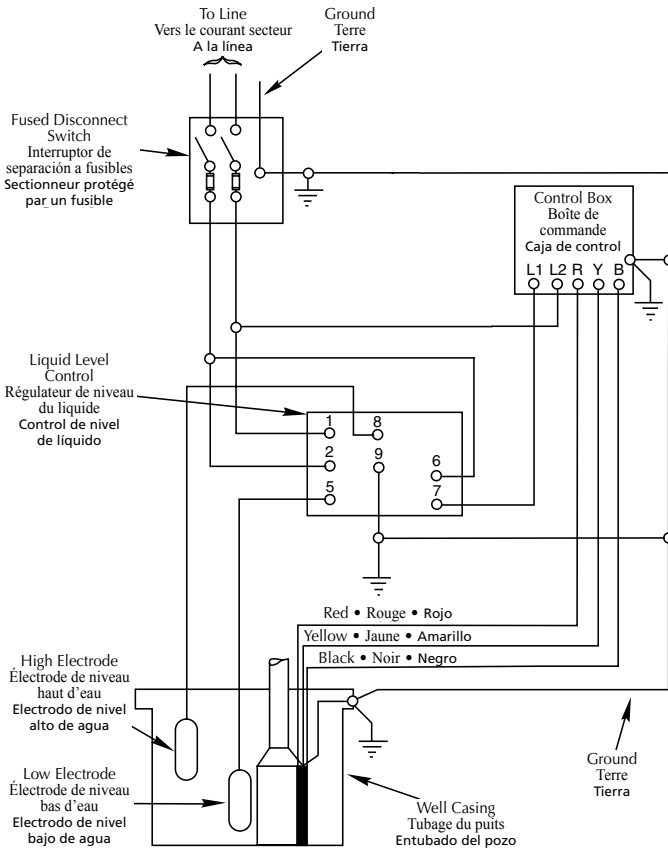 To Line
Vers le courant secteur
A la línea
Ground
Terre
Tierra
Fused Disconnect
Switch
Interruptor de
separación a fusibles
Sectionneur protégé
par un fusible
Control Box
Boîte de
commande
Caja de control
L1 L2 R Y B
Liquid Level
Control
Régulateur de niveau
du liquide
Control de nivel
de líquido
1
8
2
9
6
5
7
Red • Rouge • Rojo
Yellow • Jaune • Amarillo
Black • Noir • Negro
High Electrode
Électrode de niveau
haut d'eau
Electrodo de nivel
alto de agua
Low Electrode
Électrode de niveau
bas d'eau
Electrodo de nivel
bajo de agua
Well Casing
Tubage du puits
Entubado del pozo
Ground
Terre
Tierra